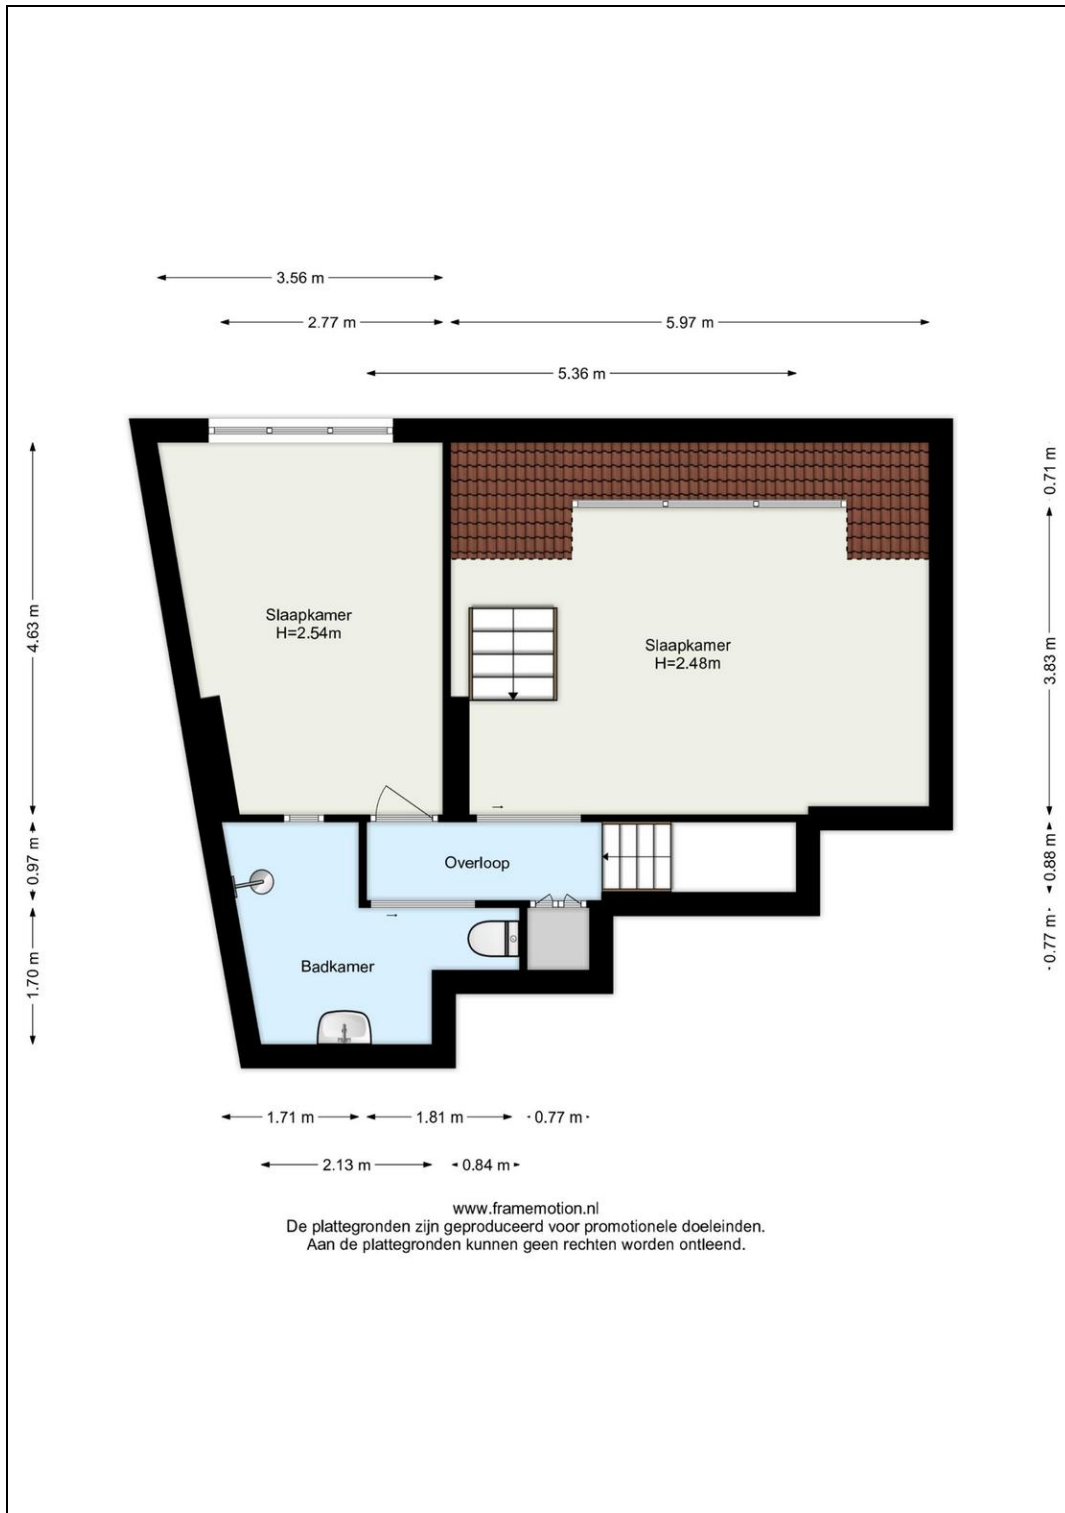 3.56 m
2.77 m
5.97 m
5.36 m
0.71 m
4.63 m
3.83 m
Slaapkamer
H=2.54m
Slaapkamer
H=2.48m
0.97 m
0.88 m
Overloop
1.70 m
0.77 m
Badkamer
1.71 m
1.81 m
0.77 m
2.13 m
0.84 m
www.framemotion.nl
De plattegronden zijn geproduceerd voor promotionele doeleinden.
Aan de plattegronden kunnen geen rechten worden ontleend.